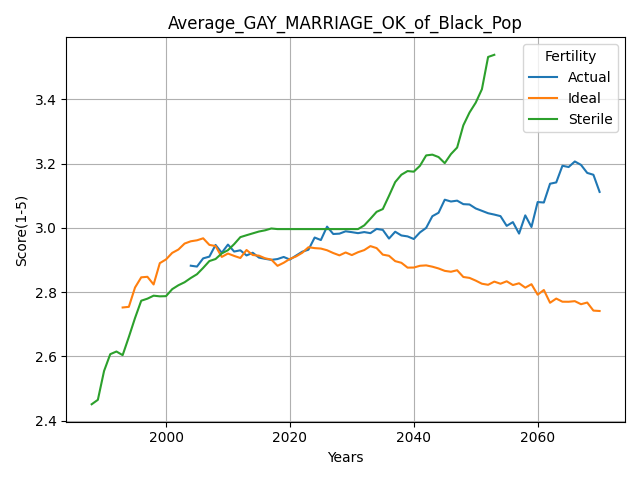 Average_GAY_MARRIAGE_OK_of_Black_Pop
Fertility
Actual
Ideal
Sterile
Score(1-5)
3.4
3.2
3.0
2.8
2.6
2.4
2000
2020
2040
2060
Years